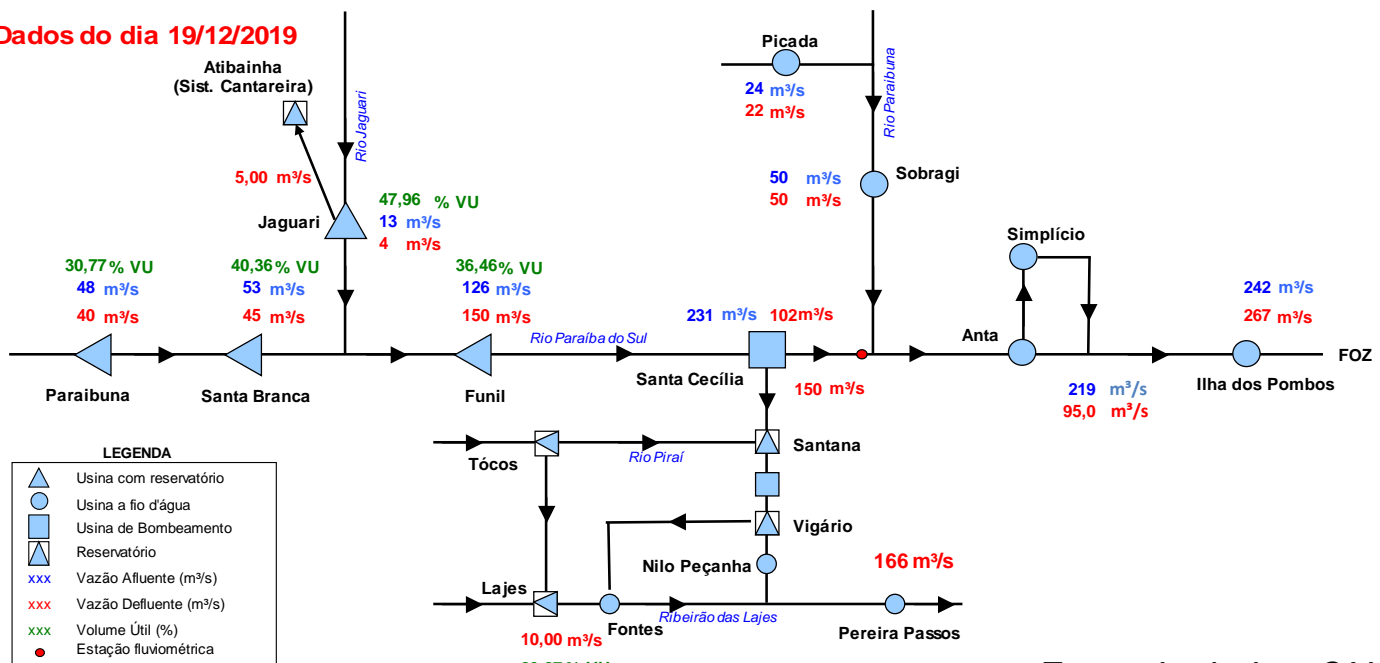 Dados do dia 19/12/2019
Atibainha
(Sist. Cantareira)
Rio Jaguari
5,00 m³/s
Jaguari
47,96 % VU
13 m³/s
4 m³/s
Picada
24 m³/s
22 m³/s
Rio Paraibuna
50 m³/s
50 m³/s
Sobragi
30,77% VU
48 m³/s
40 m³/s
Paraibuna
40,36% VU
53 m³/s
45 m³/s
Santa Branca
36,46% VU
126 m³/s
150 m³/s
Funil
Rio Paraíba do Sul
231 m³/s 102m³/s
Santa Cecília
150 m³/s
Simplício
Anta
219 m³/s
95,0 m³/s
242 m³/s
267 m³/s
Ilha dos Pombos
FOZ
Tócos
Rio Piraí
Santana
Vigário
Nilo Peçanha
166 m³/s
Lajes
10,00 m³/s
Fontes
Ribeirão das Lajes
Pereira Passos
LEGENDA
Usina com reservatório
Usina a fio d'água
Usina de Bombeamento
Reservatório
xxx Vazão Afluente (m³/s)
xxx Vazão Defluente (m³/s)
xxx Volume Útil (%)
Estação fluviométrica